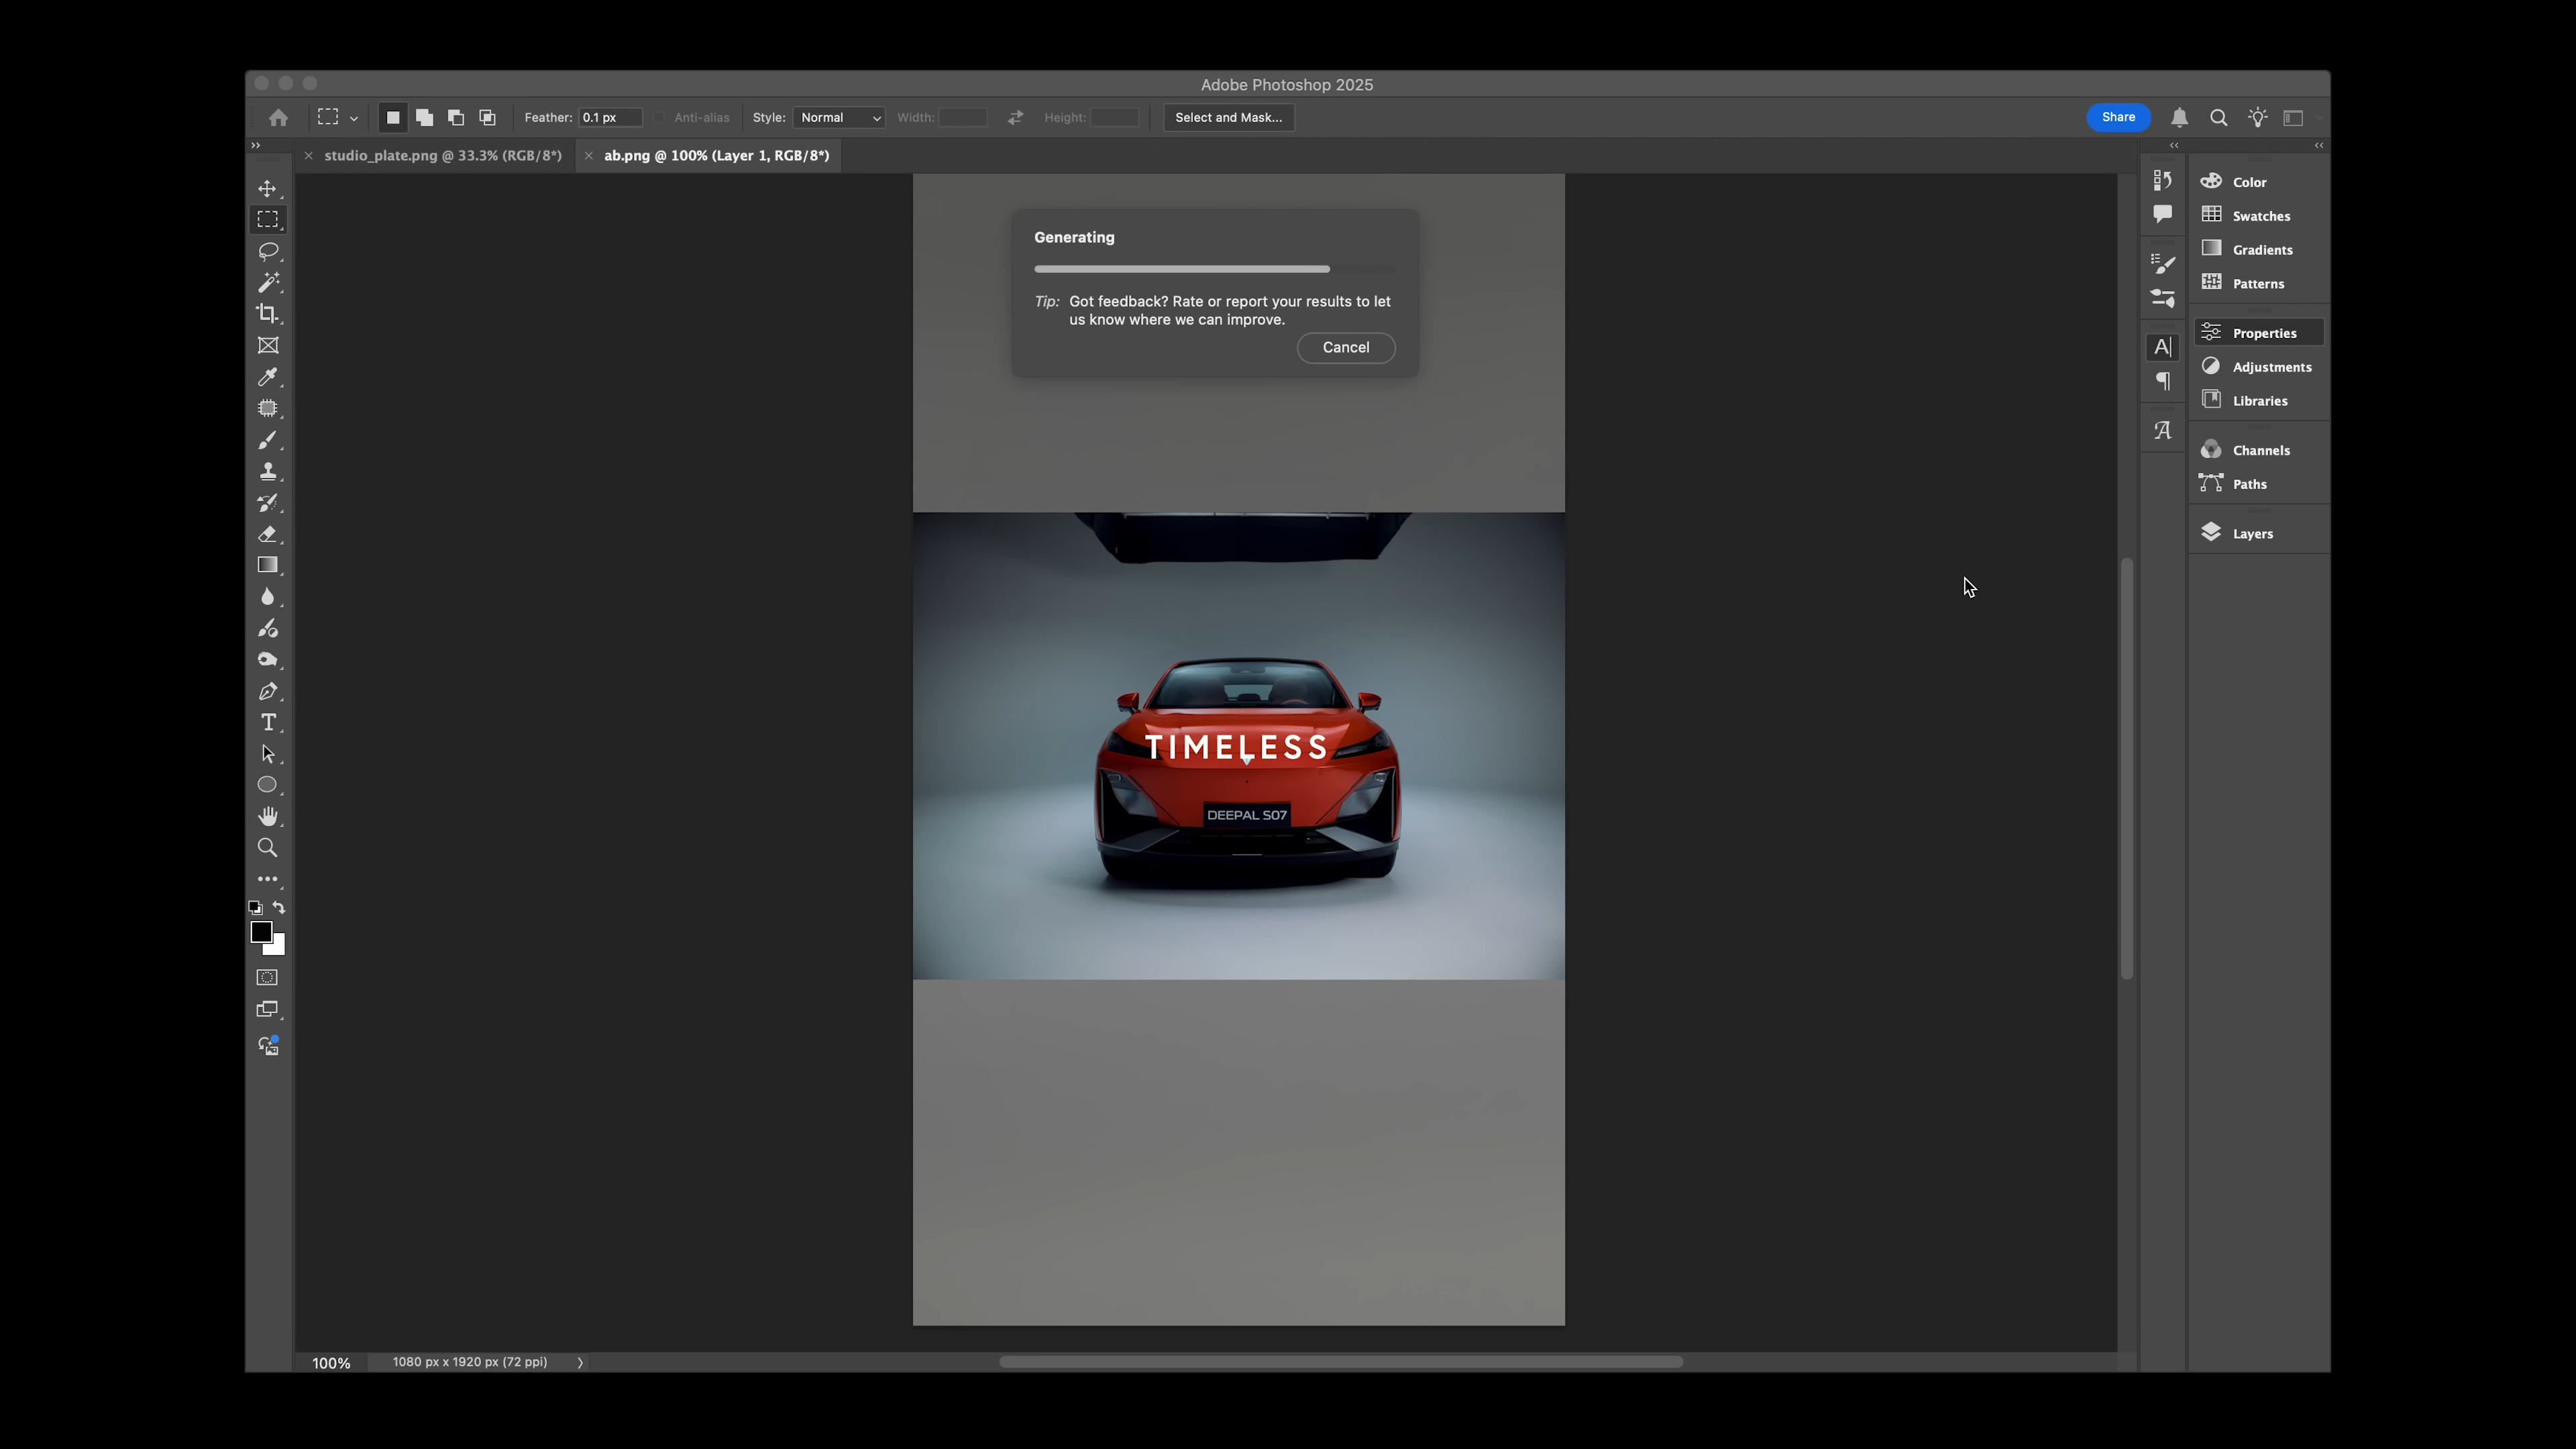 Adobe Photoshop 2025
Feather: 0.1 px Anti-alias Style: Normal Width: Height: Select and Mask... Share
studio_plate.png @ 33.3% (RGB/8*) ab.png @ 100% (Layer 1, RGB/8*)
Generating
Tip: Got feedback? Rate or report your results to let
us know where we can improve.
Cancel
TIMELESS
DEEPAL S07
Color
Swatches
Gradients
Patterns
Properties
Adjustments
Libraries
Channels
Paths
Layers
100% 1080 px x 1920 px (72 ppi)